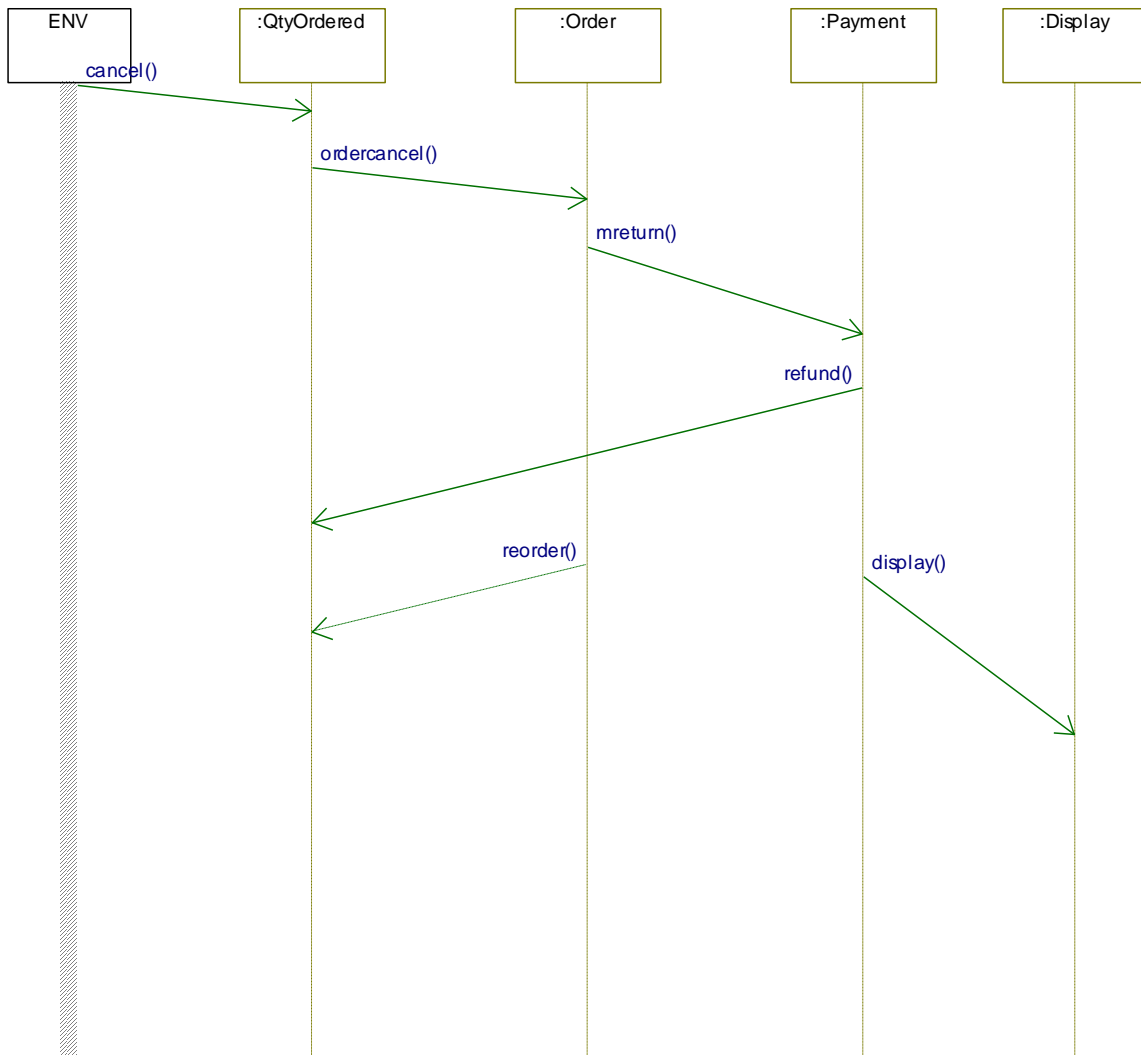 ENV
:QtyOrdered
:Order
:Payment
:Display
cancel()
ordercancel()
mreturn()
refund()
reorder()
display()